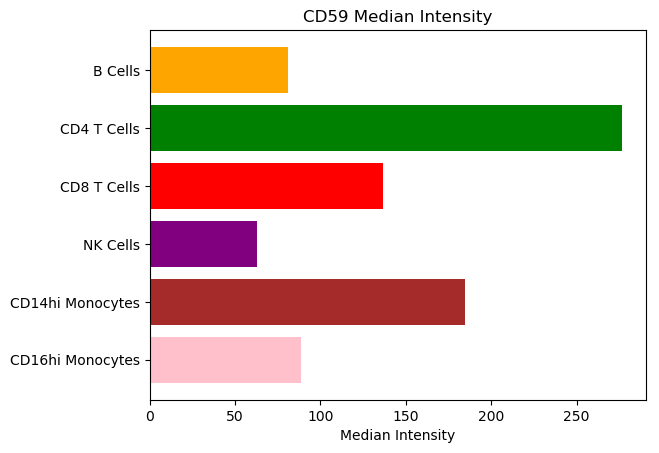 CD59 Median Intensity
B Cells
CD4 T Cells
CD8 T Cells
NK Cells
CD14hi Monocytes
CD16hi Monocytes
0 50 100 150 200 250
Median Intensity